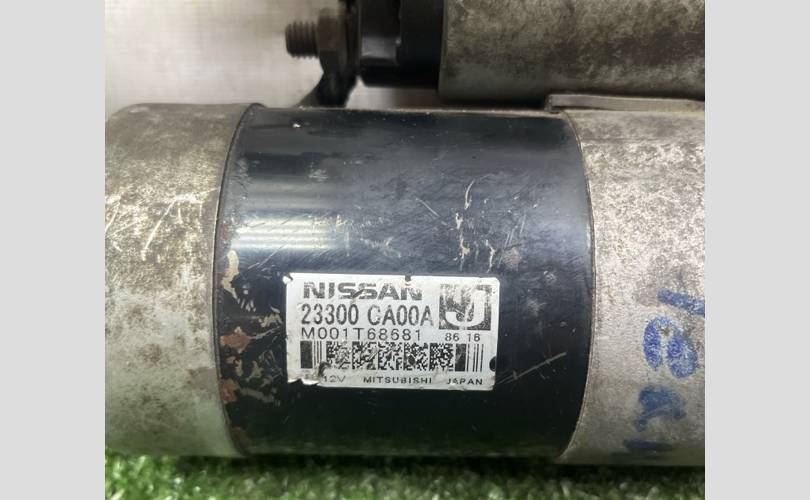 NISSAN
23300 CA00A
M001T68681 8616
12V MITSUBISHI JAPAN